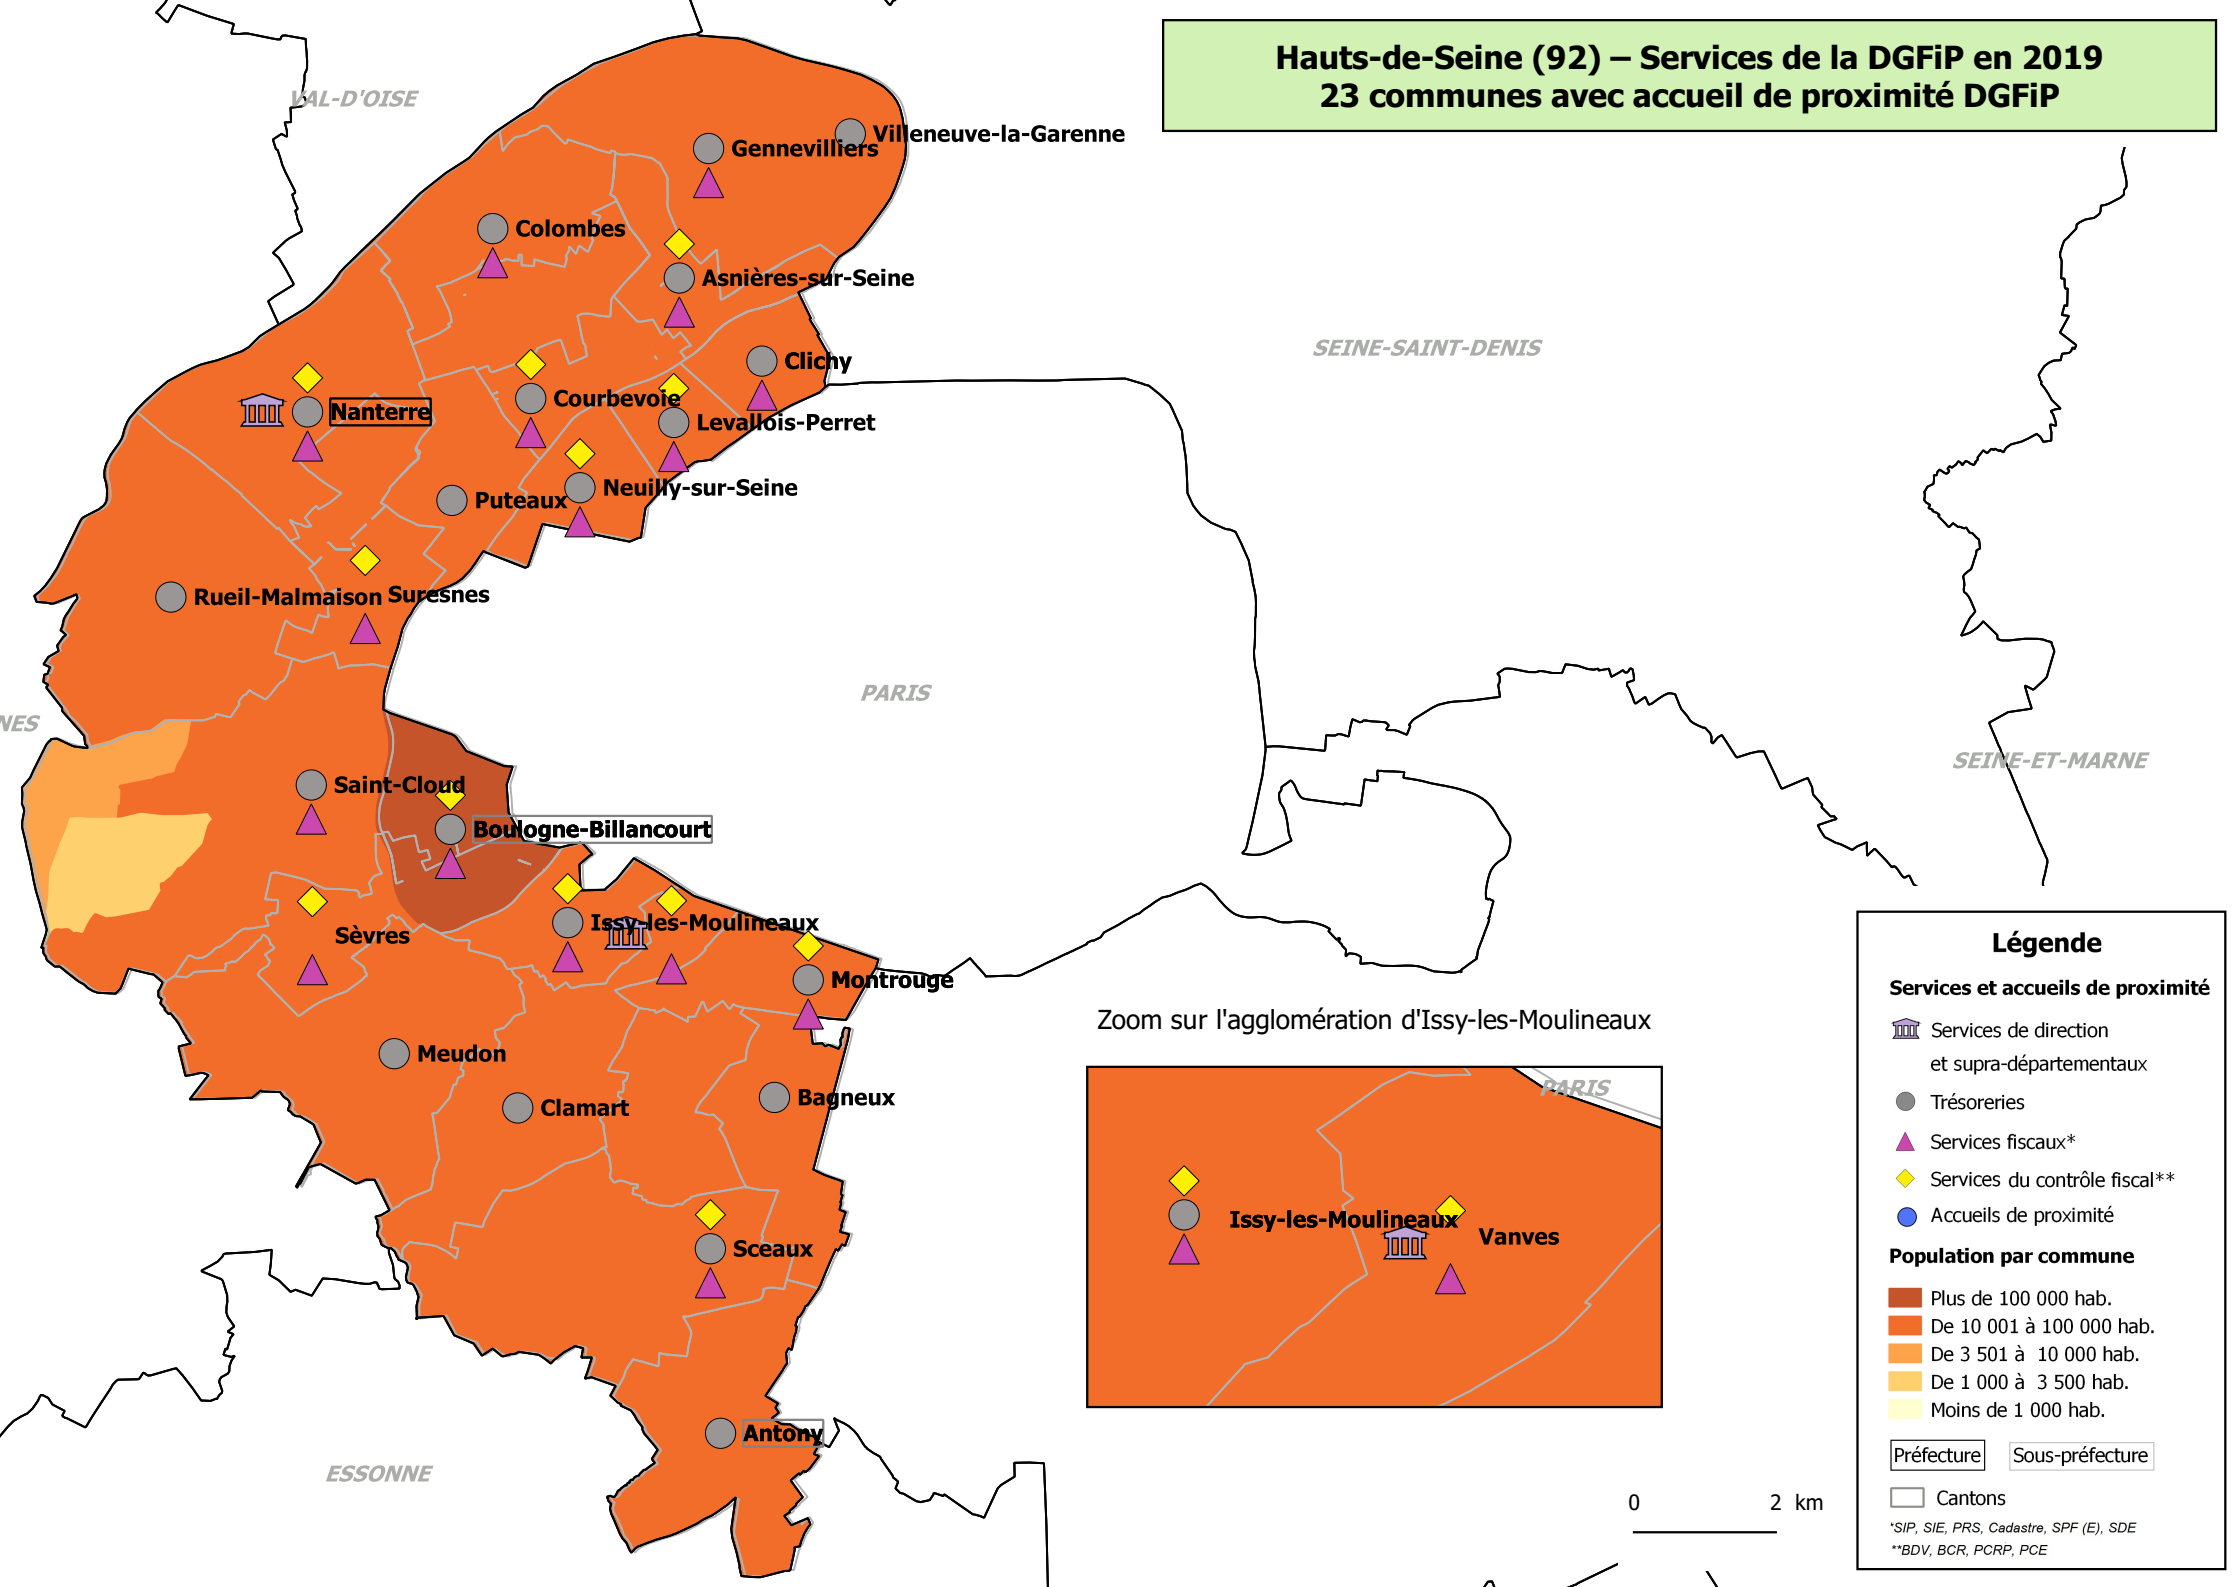 Hauts-de-Seine (92) – Services de la DGFiP en 2019
23 communes avec accueil de proximité DGFiP
VAL-D'OISE
Villeneuve-la-Garenne
Gennevilliers
Colombes
Asnières-sur-Seine
SEINE-SAINT-DENIS
Clichy
Courbevoie
Nanterre
Levallois-Perret
Neuilly-sur-Seine
Puteaux
Suresnes
Rueil-Malmaison
PARIS
NES
SEINE-ET-MARNE
Saint-Cloud
Boulogne-Billancourt
Issy-les-Moulineaux
Sèvres
Montrouge
Meudon
Bagneux
Clamart
Sceaux
Antony
ESSONNE
Zoom sur l'agglomération d'Issy-les-Moulineaux
PARIS
Issy-les-Moulineaux
Vanves
0 2 km
Légende
Services et accueils de proximité
Services de direction
et supra-départementaux
Trésoreries
Services fiscaux*
Services du contrôle fiscal**
Accueils de proximité
Population par commune
Plus de 100 000 hab.
De 10 001 à 100 000 hab.
De 3 501 à 10 000 hab.
De 1 000 à 3 500 hab.
Moins de 1 000 hab.
Préfecture Sous-préfecture
Cantons
*SIP, SIE, PRS, Cadastre, SPF (E), SDE
**BDV, BCR, PCRP, PCE